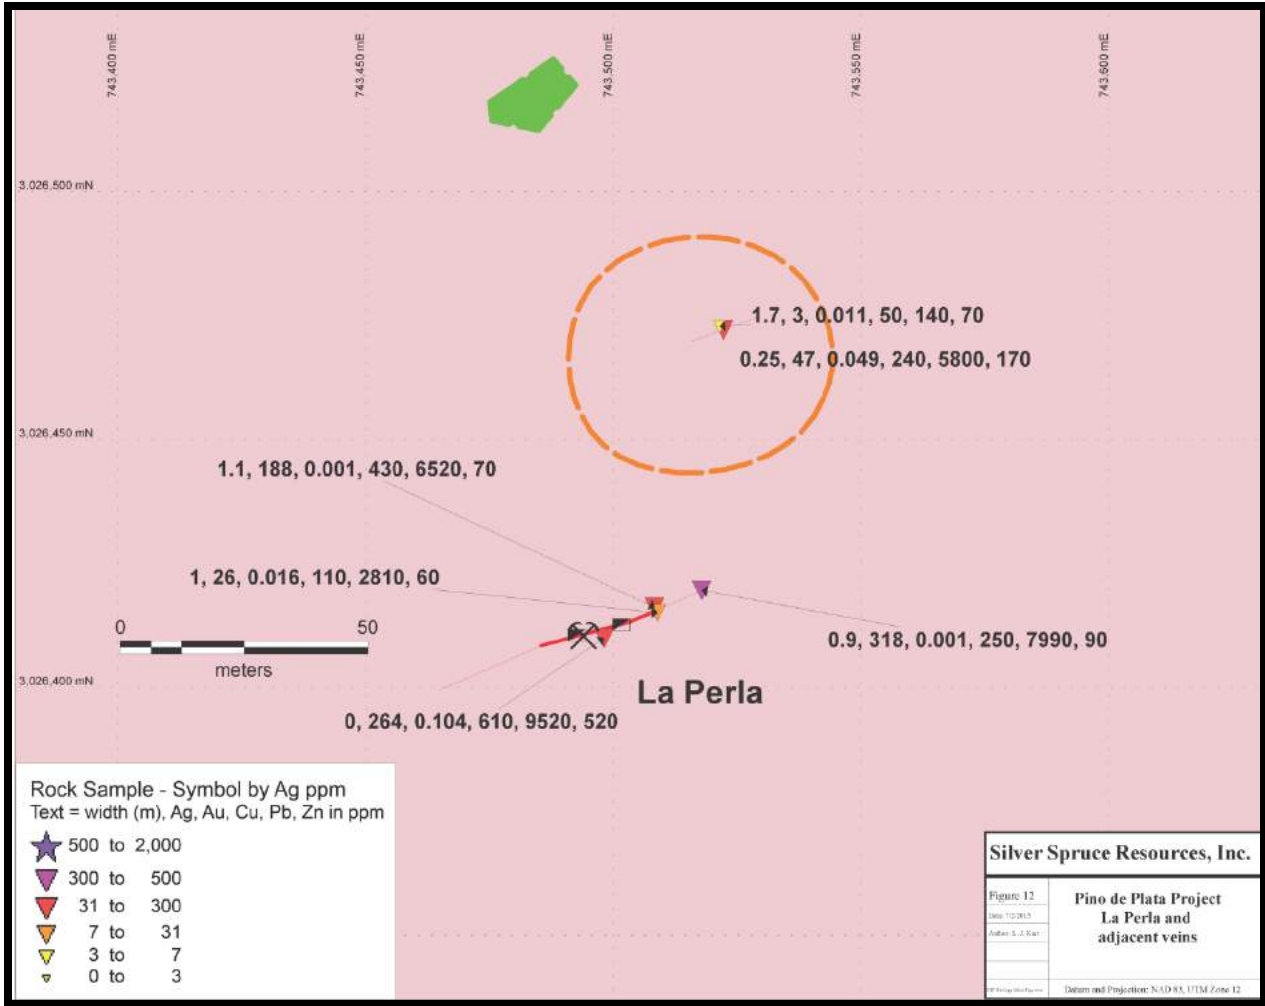 743,400 mE
743,450 mE
743,500 mE
743,550 mE
743,600 mE
3,026,500 mN
1.7, 3, 0.011, 50, 140, 70
0.25, 47, 0.049, 240, 5800, 170
3,026,450 mN
1.1, 188, 0.001, 430, 6520, 70
1, 26, 0.016, 110, 2810, 60
0 50
meters
0.9, 318, 0.001, 250, 7990, 90
3,026,400 mN
La Perla
0, 264, 0.104, 610, 9520, 520
Rock Sample - Symbol by Ag ppm
Text = width (m), Ag, Au, Cu, Pb, Zn in ppm
500 to 2,000
300 to 500
31 to 300
7 to 31
3 to 7
0 to 3
Silver Spruce Resources, Inc.
Figure 12
Date:
Author:
Pino de Plata Project
La Perla and
adjacent veins
Datum and Projection: NAD 83, UTM Zone 12